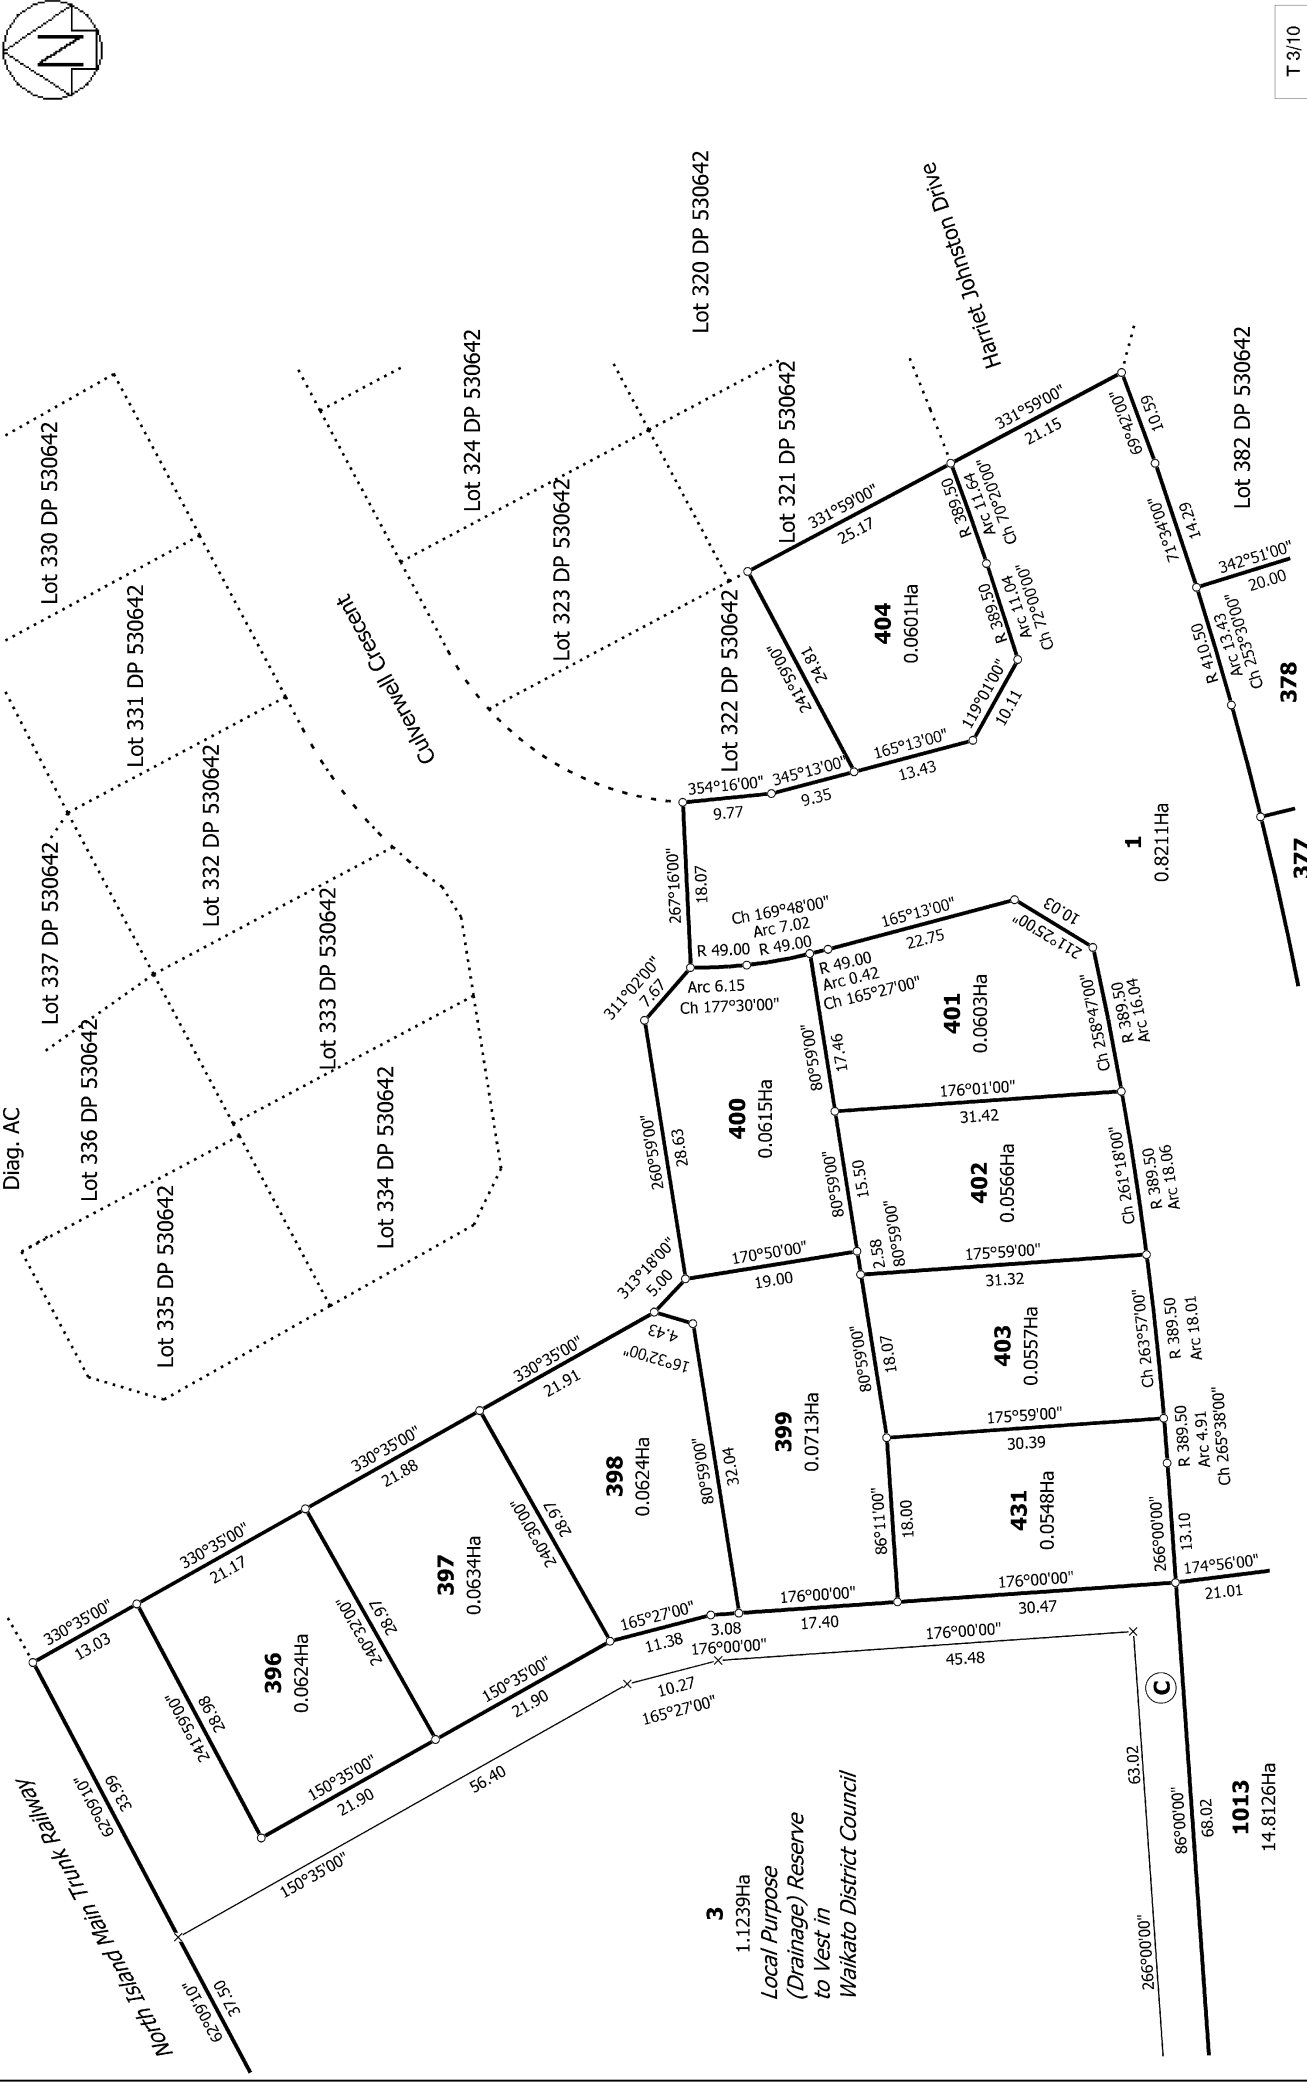 Diag. AC
N
T 3/10
Lot 330 DP 530642
Lot 331 DP 530642
Lot 332 DP 530642
Lot 333 DP 530642
Lot 334 DP 530642
Lot 335 DP 530642
Lot 336 DP 530642
Lot 337 DP 530642
Lot 324 DP 530642
Lot 323 DP 530642
Lot 322 DP 530642
Lot 321 DP 530642
Lot 320 DP 530642
Lot 382 DP 530642
Culverwell Crescent
Harriet Johnston Drive
North Island Main Trunk Railway
62°09'10"
37.50
62°09'10"
33.99
330°35'00"
13.03
330°35'00"
21.17
330°35'00"
21.88
330°35'00"
21.91
241°59'00"
28.98
396
0.0624Ha
150°35'00"
21.90
240°32'00"
28.97
397
0.0634Ha
150°35'00"
21.90
240°30'00"
28.97
398
0.0624Ha
165°27'00"
11.38
3.08
176°00'00"
80°59'00"
32.04
16°32'00"
4.43
313°18'00"
5.00
150°35'00"
56.40
10.27
165°27'00"
176°00'00"
45.48
63.02
266°00'00"
C
3
1.1239Ha
Local Purpose
(Drainage) Reserve
to Vest in
Waikato District Council
399
0.0713Ha
176°00'00"
17.40
86°11'00"
18.00
80°59'00"
18.07
2.58
80°59'00"
170°50'00"
19.00
260°59'00"
28.63
311°02'00"
7.67
400
0.0615Ha
80°59'00"
15.50
80°59'00"
17.46
267°16'00"
18.07
R 49.00
Arc 6.15
Ch 177°30'00"
Ch 169°48'00"
Arc 7.02
R 49.00
R 49.00
Arc 0.42
Ch 165°27'00"
165°13'00"
22.75
211°25'00"
10.03
401
0.0603Ha
Ch 258°47'00"
R 389.50
Arc 16.04
176°01'00"
31.42
402
0.0566Ha
Ch 261°18'00"
R 389.50
Arc 18.06
175°59'00"
31.32
403
0.0557Ha
Ch 263°57'00"
R 389.50
Arc 18.01
175°59'00"
30.39
431
0.0548Ha
R 389.50
Arc 4.91
Ch 265°38'00"
266°00'00"
13.10
176°00'00"
30.47
174°56'00"
21.01
86°00'00"
68.02
1013
14.8126Ha
354°16'00"
9.77
345°13'00"
9.35
165°13'00"
13.43
119°01'00"
10.11
241°59'00"
24.81
404
0.0601Ha
331°59'00"
25.17
R 389.50
Arc 11.04
Ch 72°00'00"
R 389.50
Arc 11.64
Ch 70°20'00"
331°59'00"
21.15
69°42'00"
10.59
71°34'00"
14.29
342°51'00"
20.00
R 410.50
Arc 13.43
Ch 253°30'00"
1
0.8211Ha
378
377